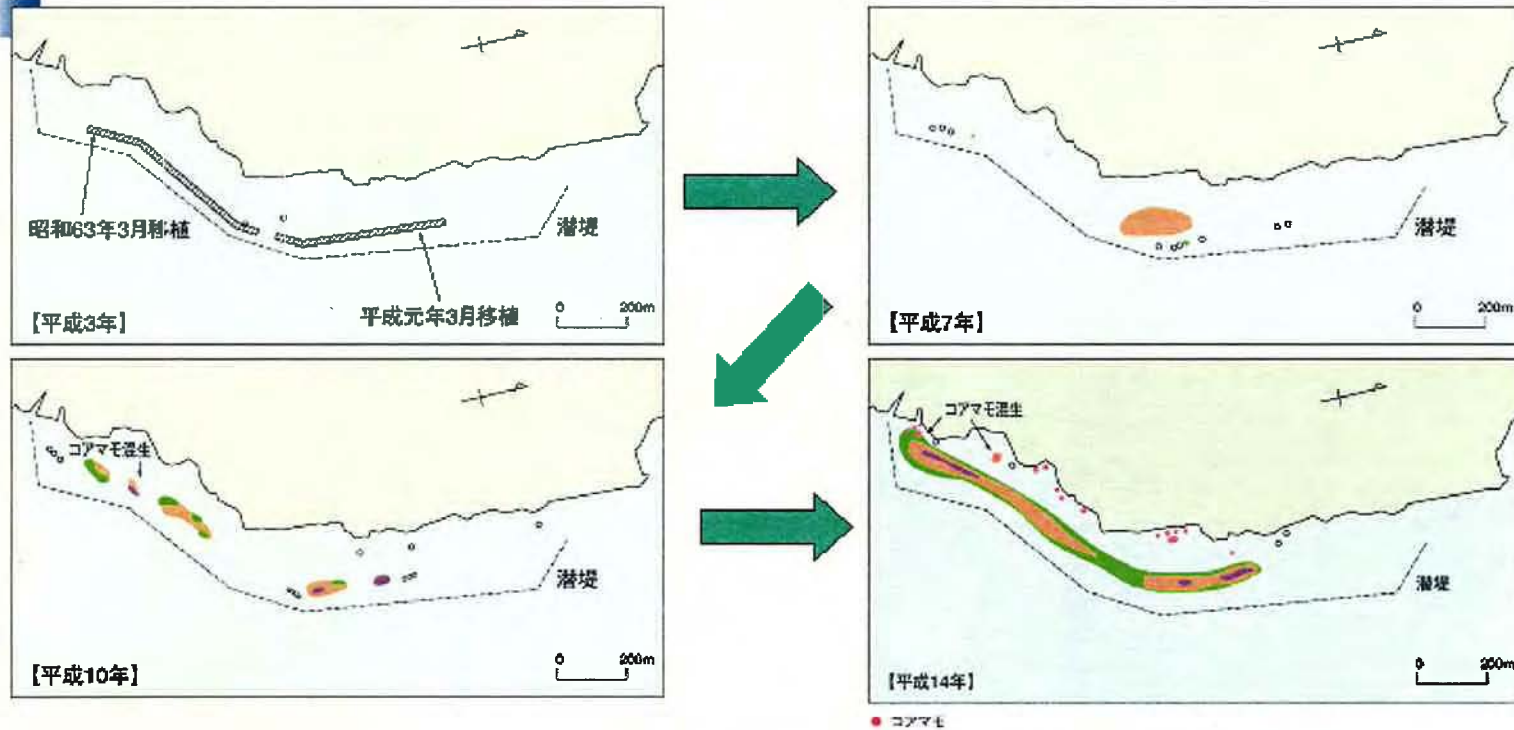 昭和63年3月移植
潜堤
平成元年3月移植
【平成3年】
0 200m
潜堤
【平成7年】
0 200m
コアマモ混生
潜堤
【平成10年】
0 200m
コアマモ混生
潜堤
【平成14年】
0 200m
コアマモ